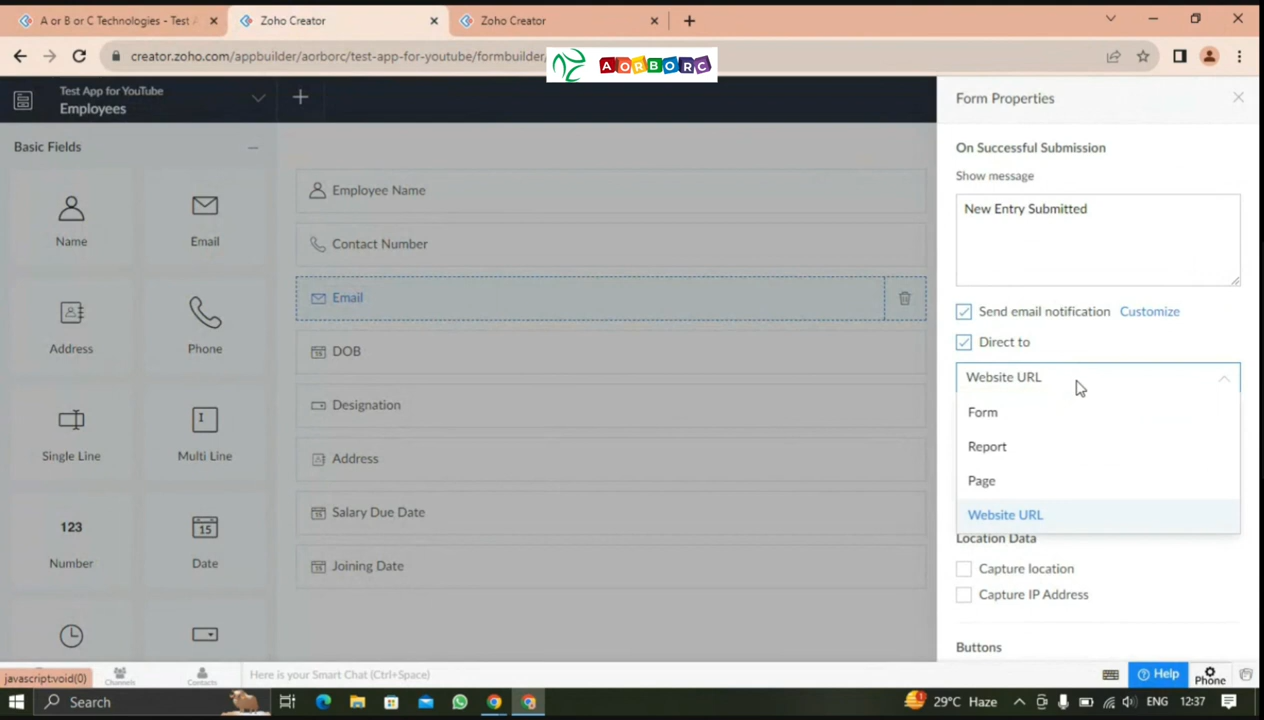 A or B or C Technologies - Test A
Zoho Creator
Zoho Creator
creator.zoho.com/appbuilder/aorborc/test-app-for-youtube/formbuilder/
AORBORC
Test App for YouTube
Employees
Form Properties
Basic Fields
Name
Email
Address
Phone
Single Line
Multi Line
123
Number
15
Date
Employee Name
Contact Number
Email
DOB
Designation
Address
Salary Due Date
Joining Date
On Successful Submission
Show message
New Entry Submitted
Send email notification Customize
Direct to
Website URL
Form
Report
Page
Website URL
Location Data
Capture location
Capture IP Address
Buttons
javascript:void(0)
Channels
Contacts
Here is your Smart Chat (Ctrl+Space)
Help
Phone
Search
29°C Haze
ENG
12:37